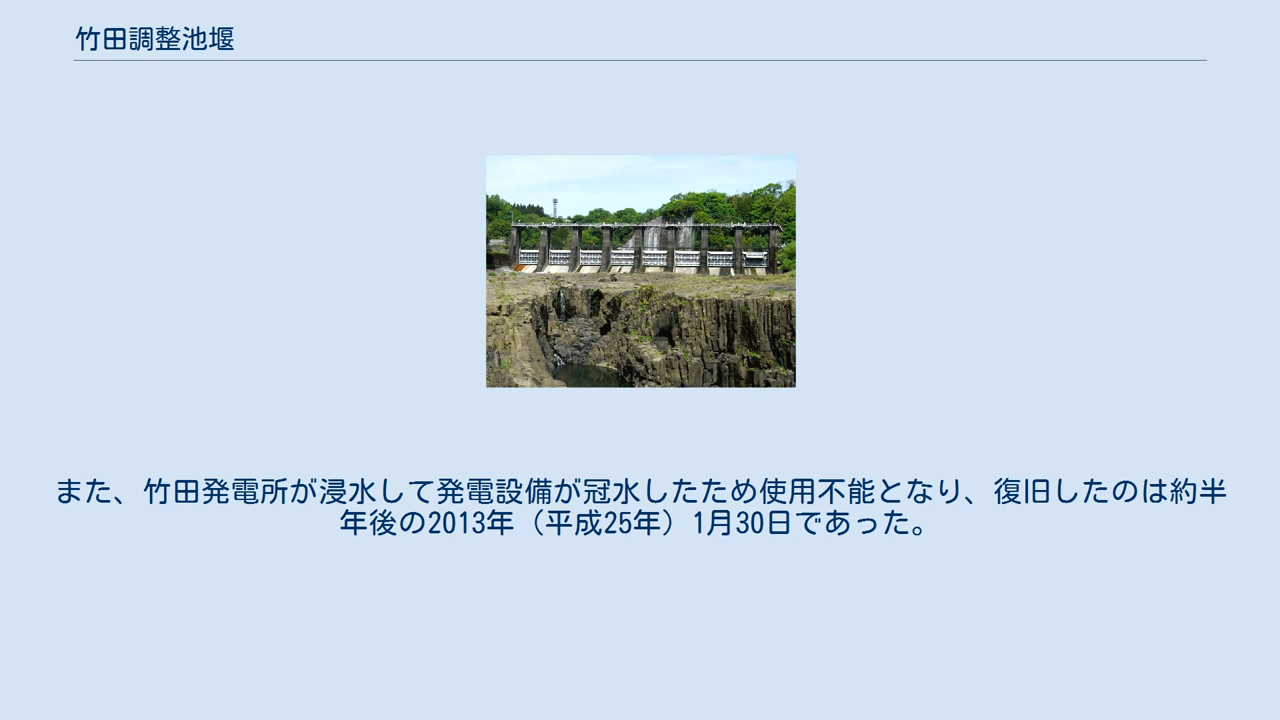 竹田調整池堰
また、竹田発電所が浸水して発電設備が冠水したため使用不能となり、復旧したのは約半
年後の2013年（平成25年）1月30日であった。